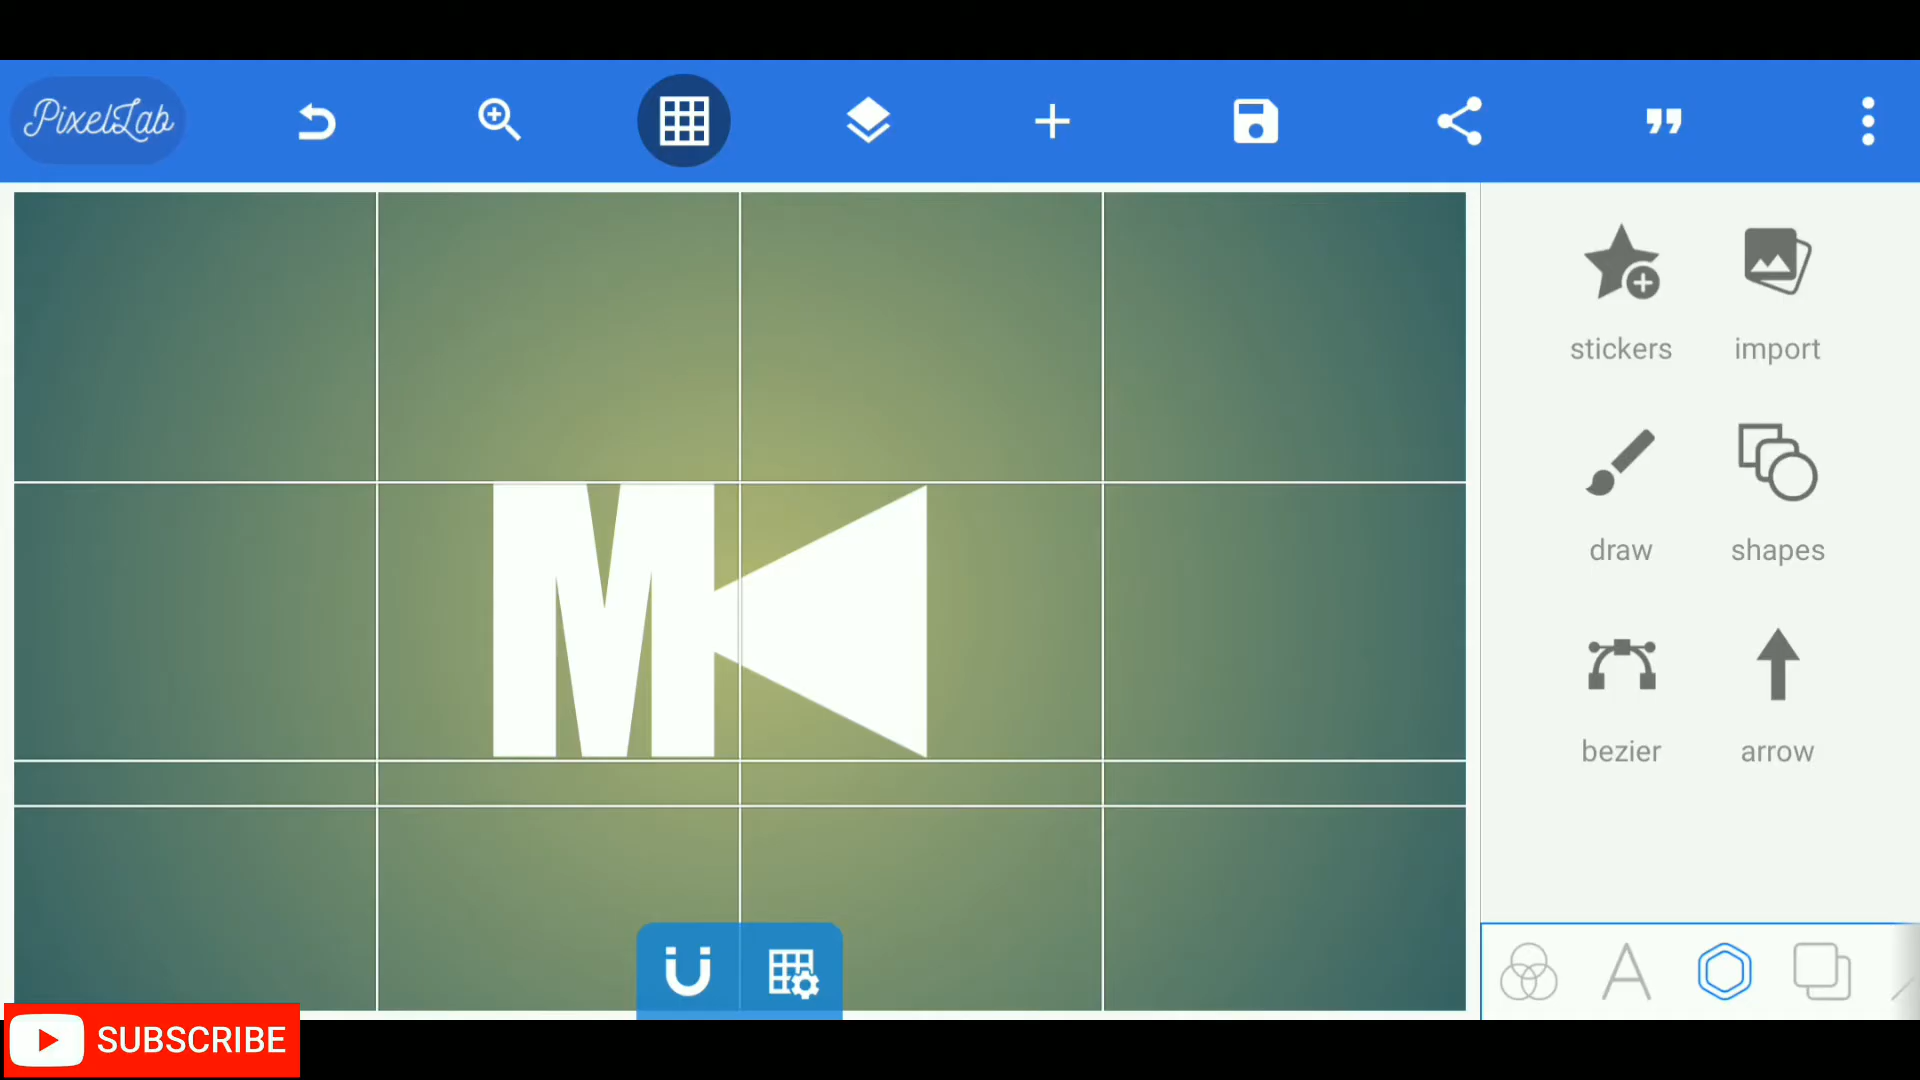 PixelLab
stickers import
draw shapes
bezier arrow
M
SUBSCRIBE